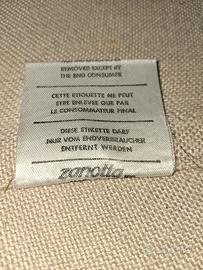 REMOVED EXCEPT BY
THE END CONSUMER
CETTE ETIQUETTE NE PEUT
ETRE ENLEVEE QUE PAR
LE CONSOMMATEUR FINAL
DIESE ETIKETTE DARF
NUR VOM ENDVERBRAUCHER
ENTFERNT WERDEN
zanotta